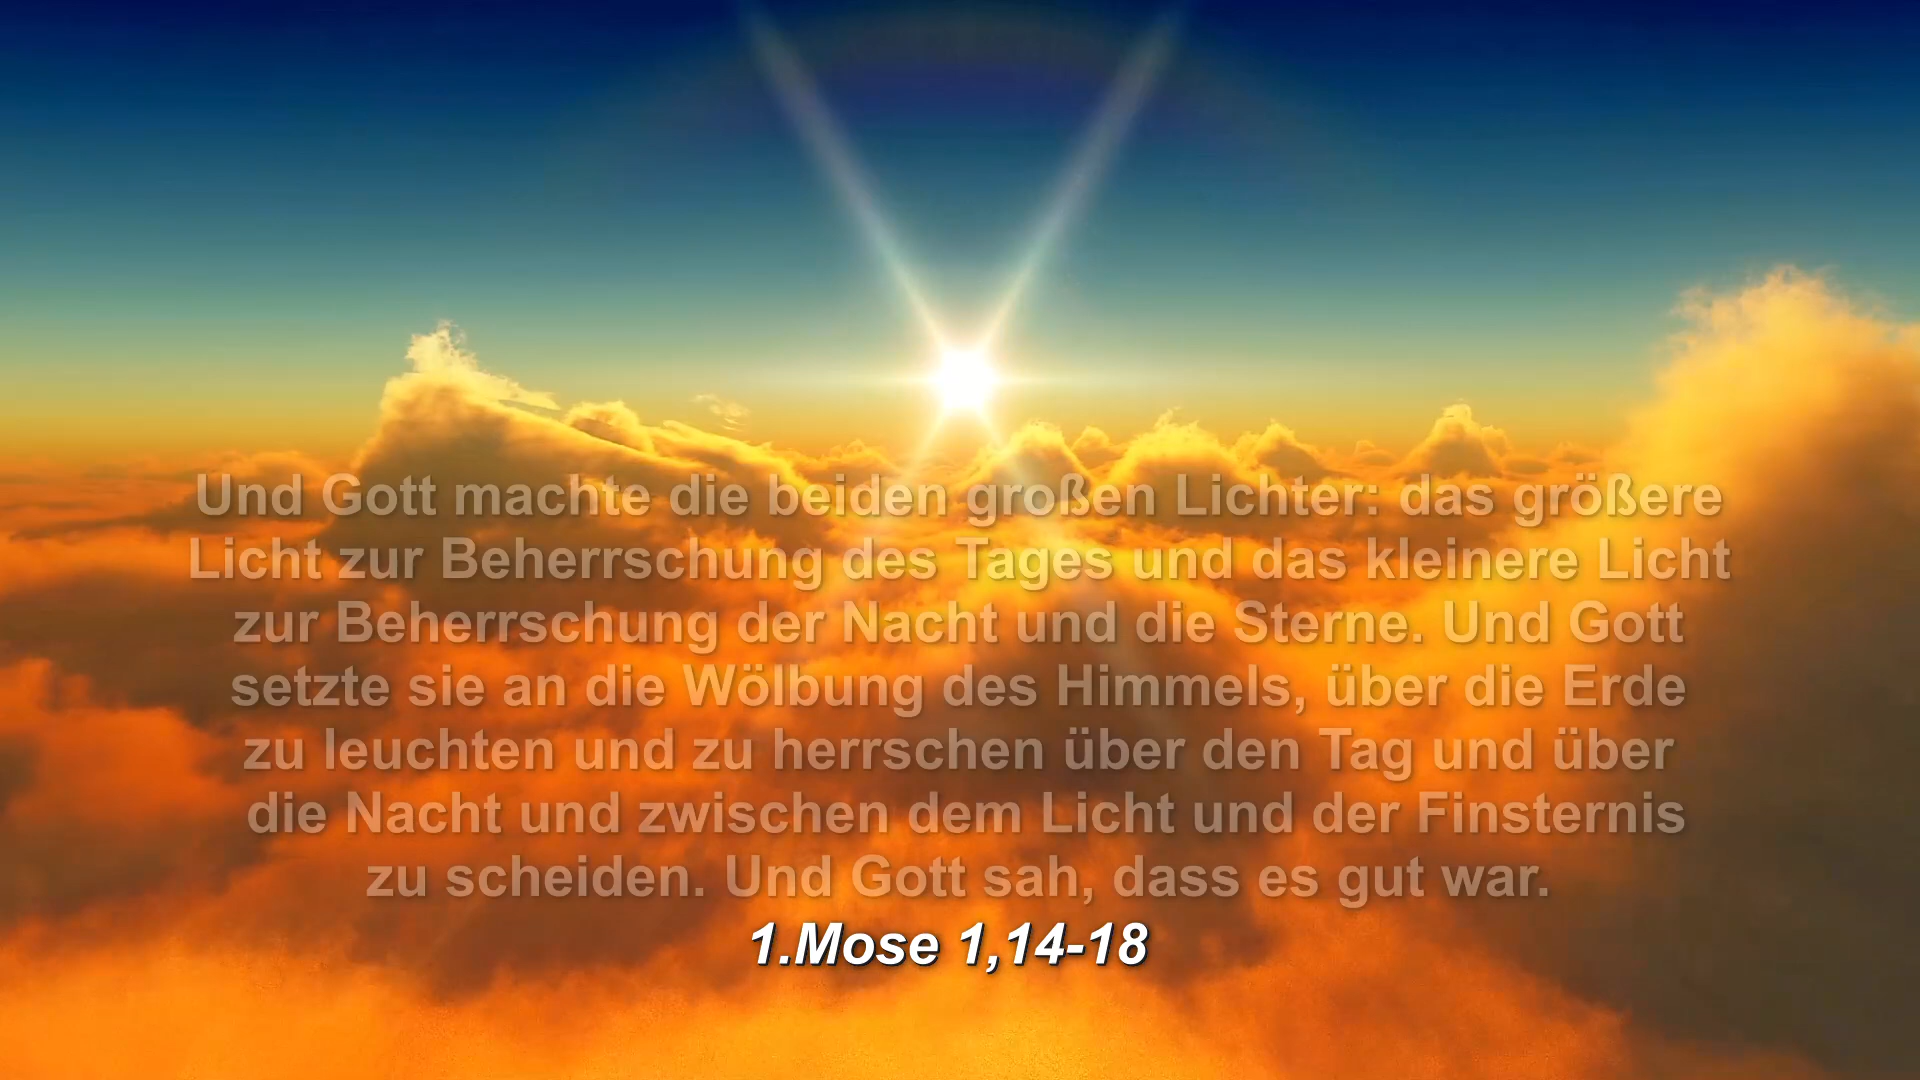 Und Gott machte die beiden großen Lichter: das größere
Licht zur Beherrschung des Tages und das kleinere Licht
zur Beherrschung der Nacht und die Sterne. Und Gott
setzte sie an die Wölbung des Himmels, über die Erde
zu leuchten und zu herrschen über den Tag und über
die Nacht und zwischen dem Licht und der Finsternis
zu scheiden. Und Gott sah, dass es gut war.
1.Mose 1,14-18